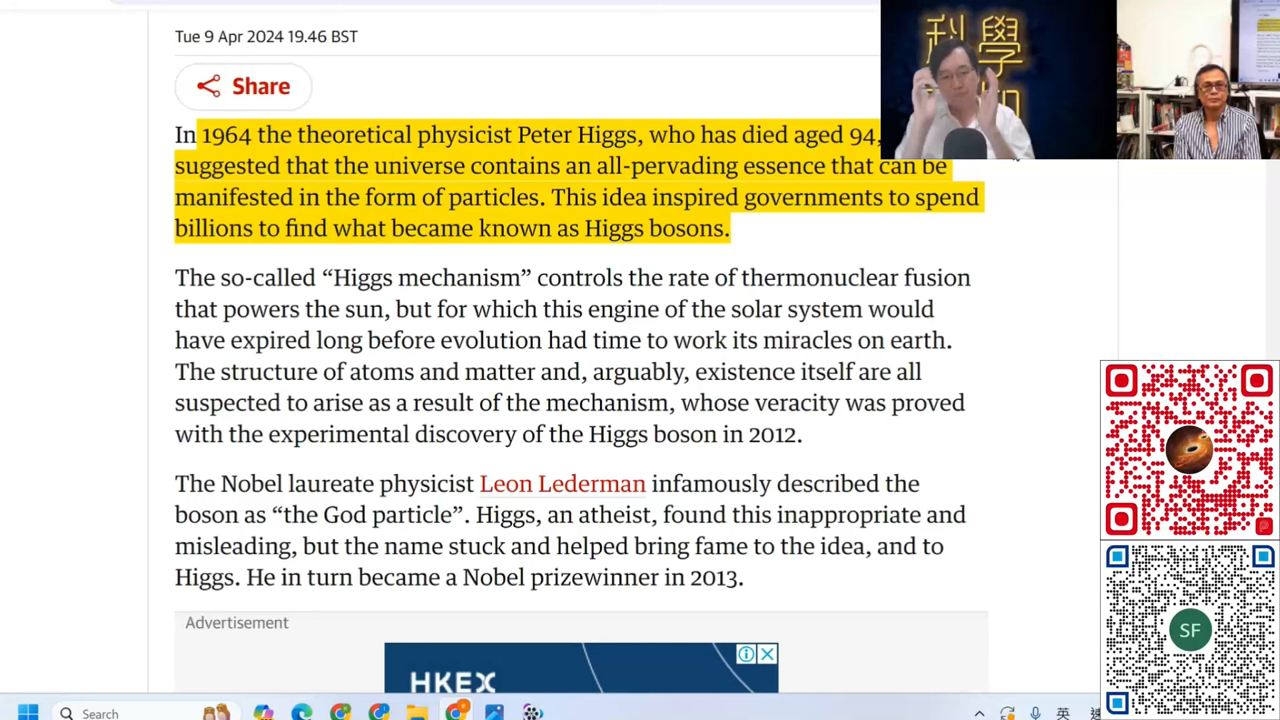 Tue 9 Apr 2024 19.46 BST
Share
科學
In 1964 the theoretical physicist Peter Higgs, who has died aged 94,
suggested that the universe contains an all-pervading essence that can be
manifested in the form of particles. This idea inspired governments to spend
billions to find what became known as Higgs bosons.
The so-called “Higgs mechanism” controls the rate of thermonuclear fusion
that powers the sun, but for which this engine of the solar system would
have expired long before evolution had time to work its miracles on earth.
The structure of atoms and matter and, arguably, existence itself are all
suspected to arise as a result of the mechanism, whose veracity was proved
with the experimental discovery of the Higgs boson in 2012.
The Nobel laureate physicist Leon Lederman infamously described the
boson as “the God particle”. Higgs, an atheist, found this inappropriate and
misleading, but the name stuck and helped bring fame to the idea, and to
Higgs. He in turn became a Nobel prizewinner in 2013.
SF
Advertisement
HKEX
Search
英